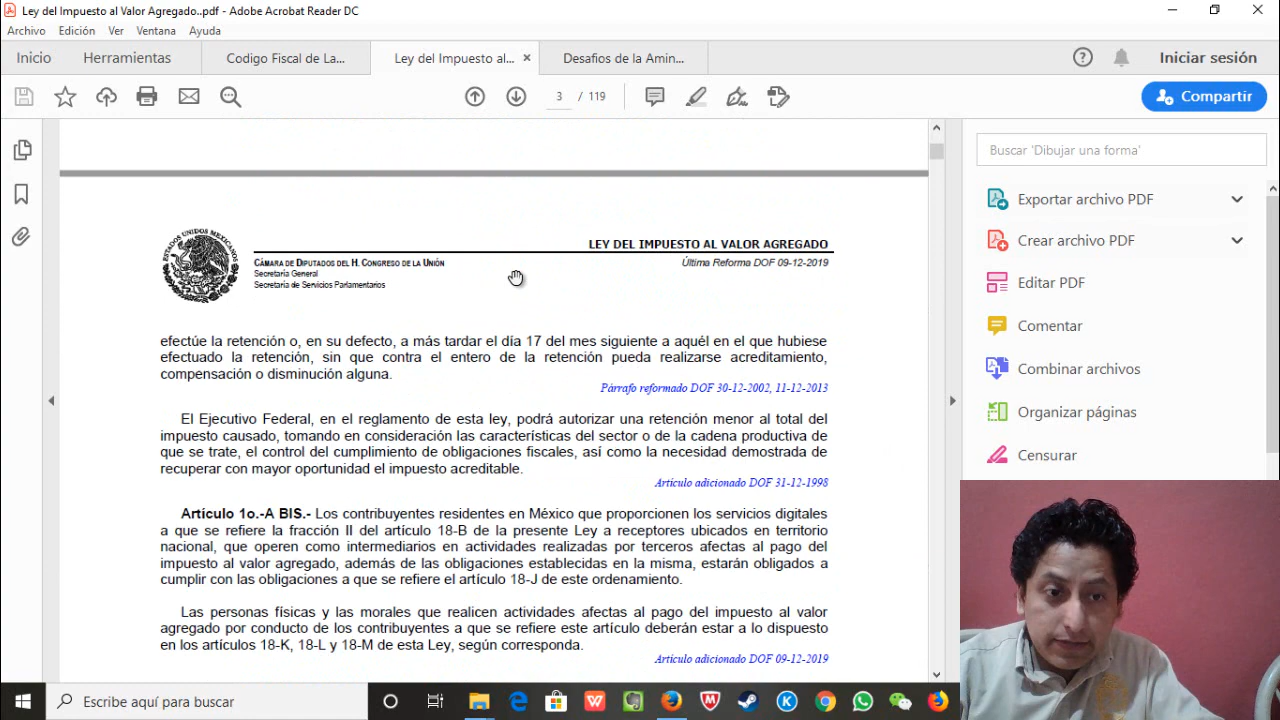 Ley del Impuesto al Valor Agregado..pdf - Adobe Acrobat Reader DC
Archivo Edición Ver Ventana Ayuda
Inicio Herramientas Codigo Fiscal de La... Ley del Impuesto al... × Desafios de la Amin... ? Iniciar sesión
3 / 119 Compartir
Buscar 'Dibujar una forma'
Exportar archivo PDF
Crear archivo PDF
Editar PDF
Comentar
Combinar archivos
Organizar páginas
Censurar
ESTADOS UNIDOS MEXICANOS
LEY DEL IMPUESTO AL VALOR AGREGADO
CÁMARA DE DIPUTADOS DEL H. CONGRESO DE LA UNIÓN
Última Reforma DOF 09-12-2019
Secretaría General
Secretaría de Servicios Parlamentarios
efectúe la retención o, en su defecto, a más tardar el día 17 del mes siguiente a aquél en el que hubiese
efectuado la retención, sin que contra el entero de la retención pueda realizarse acreditamiento,
compensación o disminución alguna.
Párrafo reformado DOF 30-12-2002, 11-12-2013
El Ejecutivo Federal, en el reglamento de esta ley, podrá autorizar una retención menor al total del
impuesto causado, tomando en consideración las características del sector o de la cadena productiva de
que se trate, el control del cumplimiento de obligaciones fiscales, así como la necesidad demostrada de
recuperar con mayor oportunidad el impuesto acreditable.
Artículo adicionado DOF 31-12-1998
Artículo 1o.-A BIS.- Los contribuyentes residentes en México que proporcionen los servicios digitales
a que se refiere la fracción II del artículo 18-B de la presente Ley a receptores ubicados en territorio
nacional, que operen como intermediarios en actividades realizadas por terceros afectas al pago del
impuesto al valor agregado, además de las obligaciones establecidas en la misma, estarán obligados a
cumplir con las obligaciones a que se refiere el artículo 18-J de este ordenamiento.
Las personas físicas y las morales que realicen actividades afectas al pago del impuesto al valor
agregado por conducto de los contribuyentes a que se refiere este artículo deberán estar a lo dispuesto
en los artículos 18-K, 18-L y 18-M de esta Ley, según corresponda.
Artículo adicionado DOF 09-12-2019
Escribe aquí para buscar